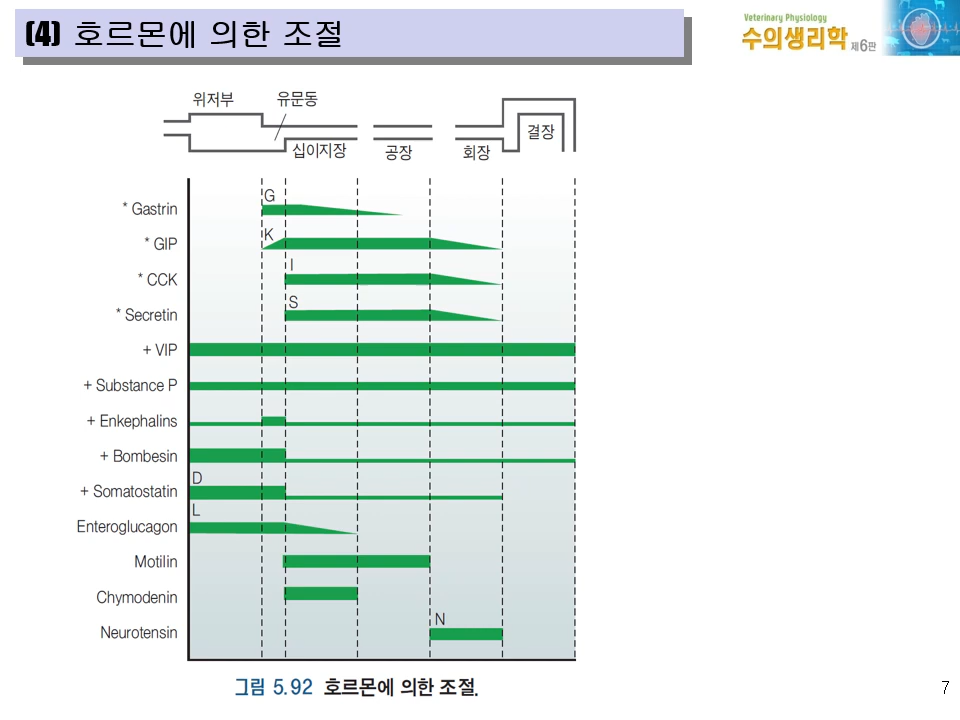 (4) 호르몬에 의한 조절
Veterinary Physiology
수의생리학 제6판
위저부
유문동
십이지장
공장
회장
결장
* Gastrin
G
* GIP
K
* CCK
I
* Secretin
S
+ VIP
+ Substance P
+ Enkephalins
+ Bombesin
+ Somatostatin
D
Enteroglucagon
L
Motilin
Chymodenin
Neurotensin
N
그림 5.92 호르몬에 의한 조절.
7